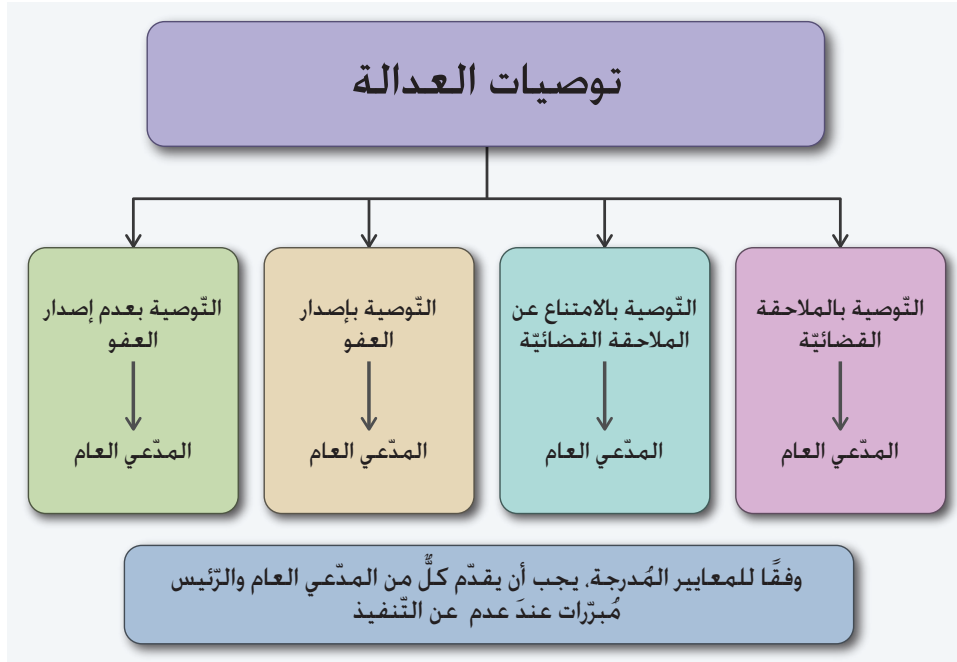 توصيات العدالة
التّوصية بالملاحقة
القضائيّة
المدّعي العام
التّوصية بالامتناع عن
الملاحقة القضائيّة
المدّعي العام
التّوصية بإصدار
العفو
المدّعي العام
التّوصية بعدم إصدار
العفو
المدّعي العام
وفقًا للمعايير المُدرجة، يجب أن يقدّم كلٌّ من المدّعي العام والرّئيس
مُبرّرات عندَ عدم عن التّنفيذ